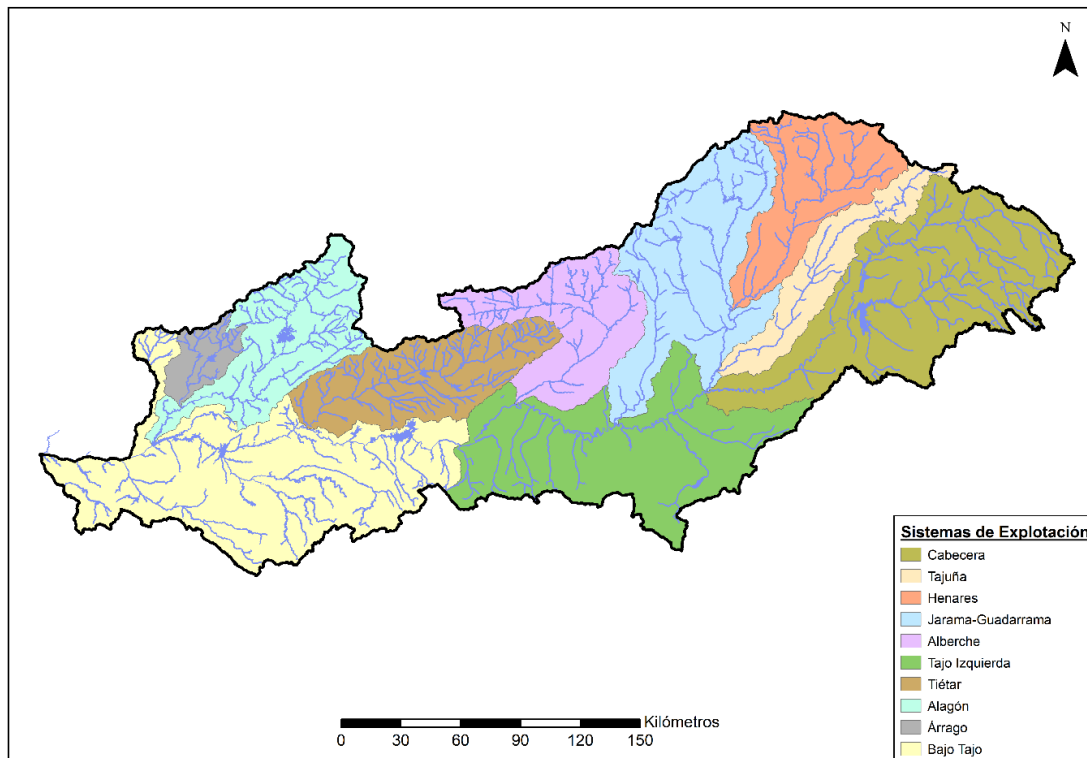 N
Sistemas de Explotación
Cabecera
Tajuña
Henares
Jarama-Guadarrama
Alberche
Tajo Izquierda
Tiétar
Alagón
Árrago
Bajo Tajo
Kilómetros
0 30 60 90 120 150